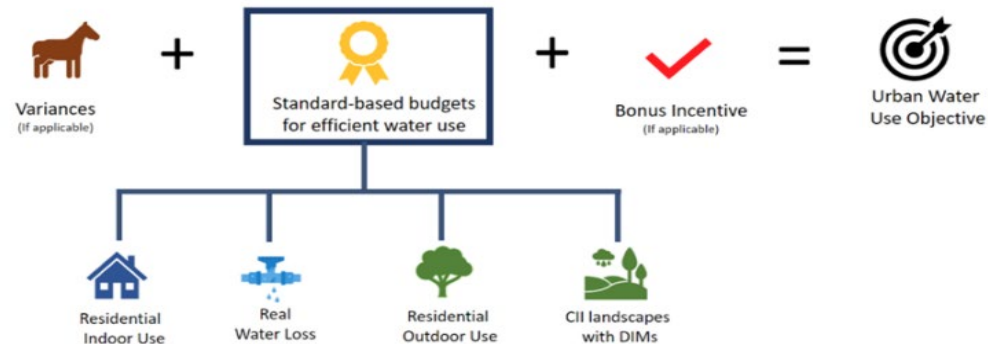 +
+
=
Variances
(If applicable)
Standard-based budgets
for efficient water use
Bonus Incentive
(If applicable)
Urban Water
Use Objective
Residential
Indoor Use
Real
Water Loss
Residential
Outdoor Use
CII landscapes
with DIMs